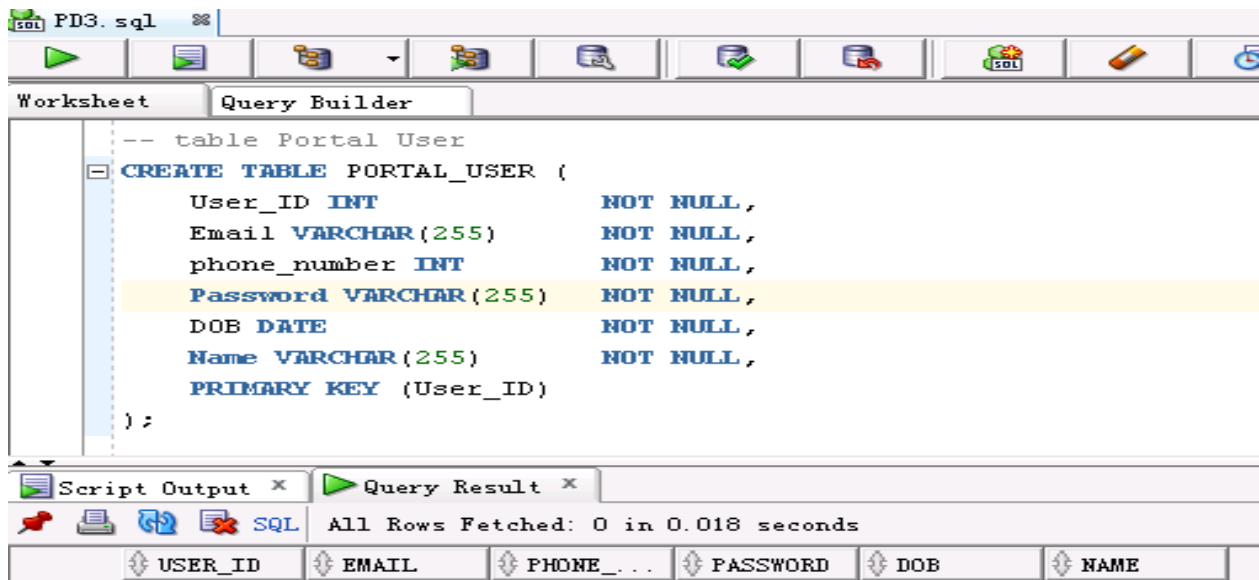 PD3.sql
Worksheet Query Builder
-- table Portal User
CREATE TABLE PORTAL_USER (
User_ID INT NOT NULL,
Email VARCHAR(255) NOT NULL,
phone_number INT NOT NULL,
Password VARCHAR(255) NOT NULL,
DOB DATE NOT NULL,
Name VARCHAR(255) NOT NULL,
PRIMARY KEY (User_ID)
);
Script Output Query Result
SQL All Rows Fetched: 0 in 0.018 seconds
USER_ID EMAIL PHONE_... PASSWORD DOB NAME